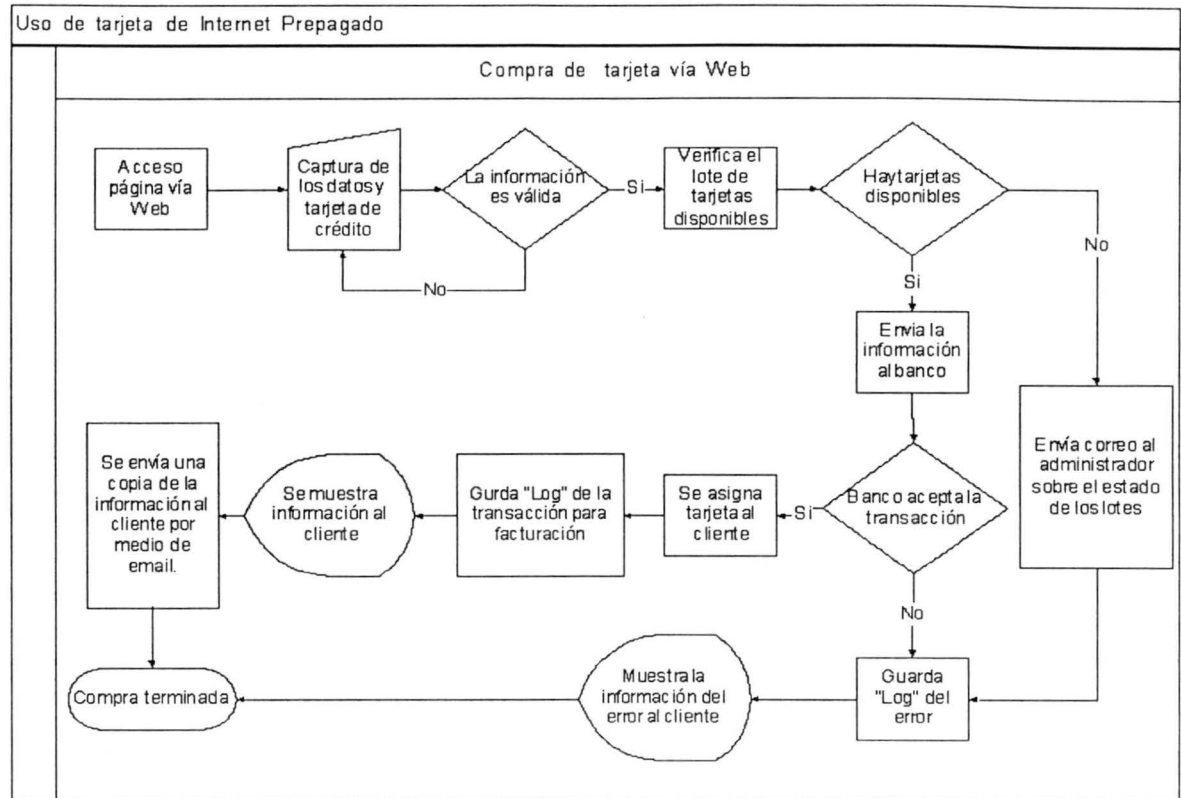 Uso de tarjeta de Internet Prepagado
Compra de tarjeta vía Web
Acceso
página vía
Web
Captura de
los datos y
tarjeta de
crédito
La información
es válida
Si
No
Verifica el
lote de
tarjetas
disponibles
Hay tarjetas
disponibles
No
Si
Envia la
información
al banco
Envía correo al
administrador
sobre el estado
de los lotes
Banco acepta la
transacción
Si
No
Se asigna
tarjeta al
cliente
Gurda "Log" de la
transacción para
facturación
Se muestra
información al
cliente
Se envía una
copia de la
información al
cliente por
medio de
email.
Guarda
"Log" del
error
Muestra la
información del
error al cliente
Compra terminada